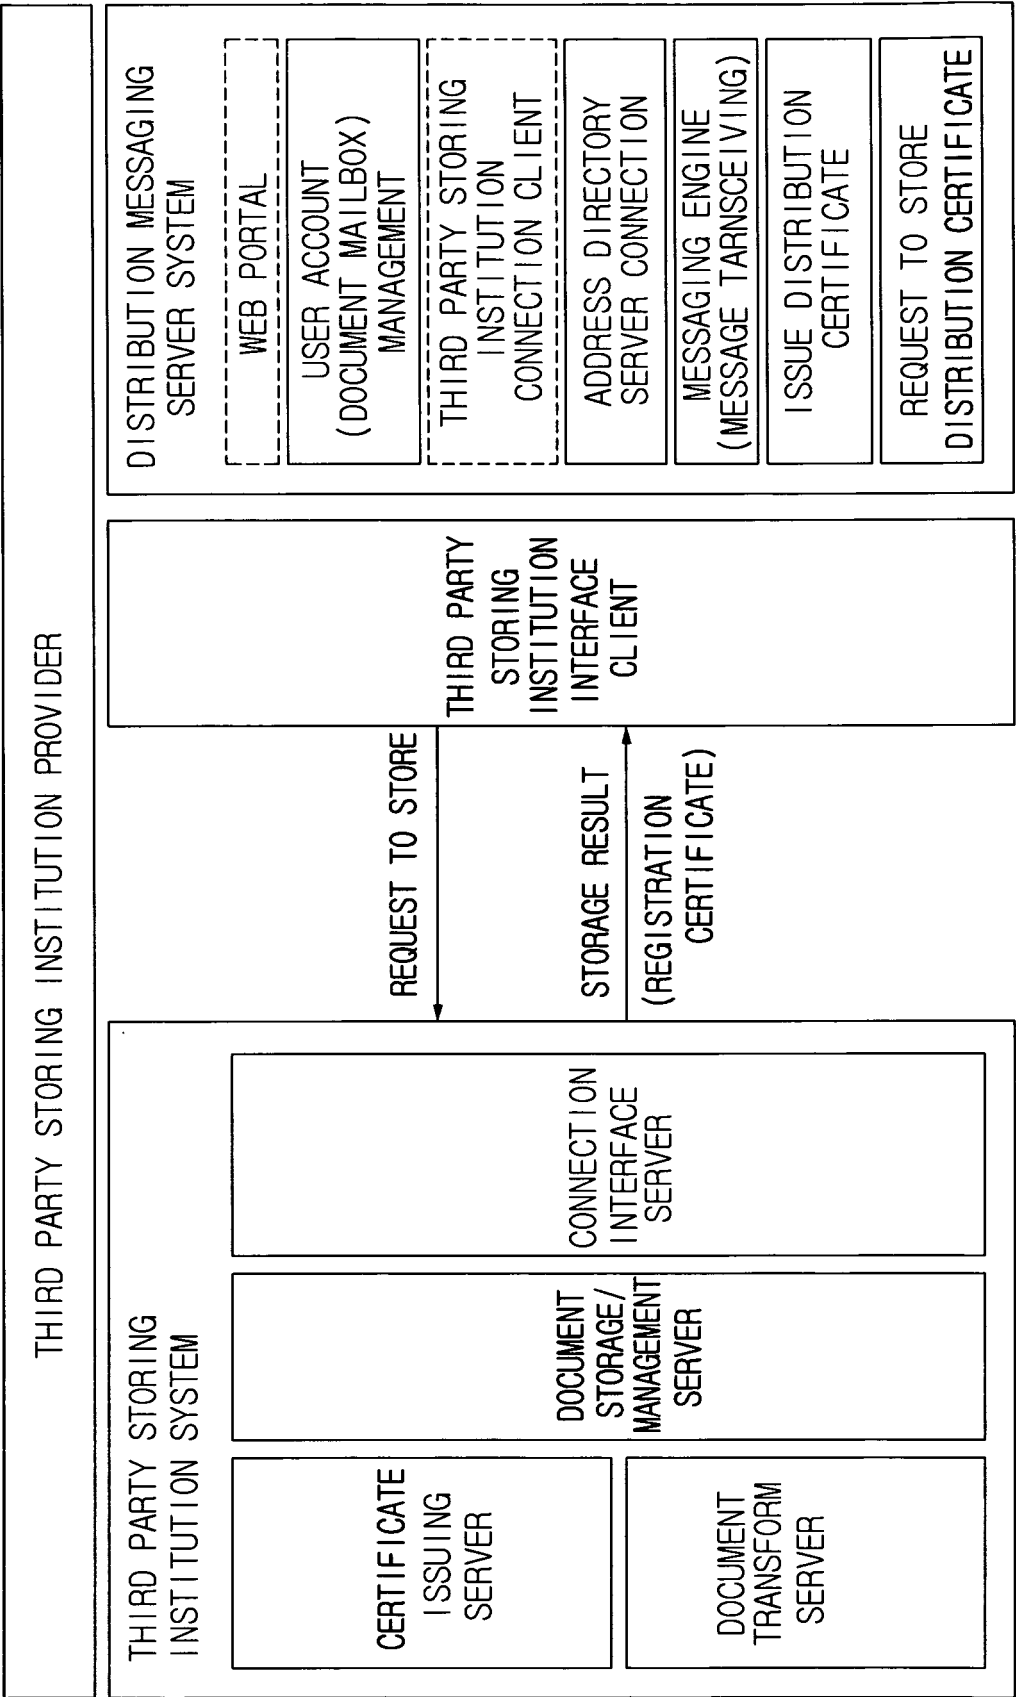 THIRD PARTY STORING INSTITUTION PROVIDER
THIRD PARTY STORING
INSTITUTION SYSTEM
CERTIFICATE
ISSUING
SERVER
DOCUMENT
TRANSFORM
SERVER
DOCUMENT
STORAGE/
MANAGEMENT
SERVER
CONNECTION
INTERFACE
SERVER
REQUEST TO STORE
STORAGE RESULT
(REGISTRATION
CERTIFICATE)
THIRD PARTY
STORING
INSTITUTION
INTERFACE
CLIENT
DISTRIBUTION MESSAGING
SERVER SYSTEM
WEB PORTAL
USER ACCOUNT
(DOCUMENT MAILBOX)
MANAGEMENT
THIRD PARTY STORING
INSTITUTION
CONNECTION CLIENT
ADDRESS DIRECTORY
SERVER CONNECTION
MESSAGING ENGINE
(MESSAGE TARNSCEIVING)
ISSUE DISTRIBUTION
CERTIFICATE
REQUEST TO STORE
DISTRIBUTION CERTIFICATE